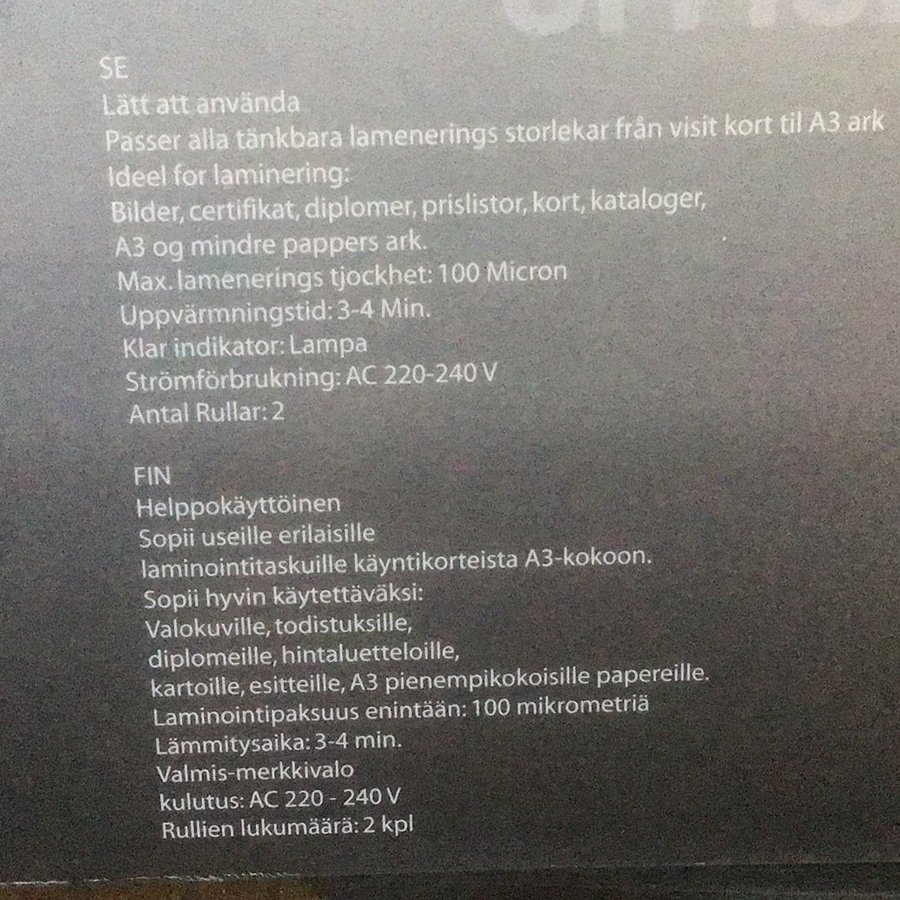 SE
Lätt att använda
Passer alla tänkbara lamenerings storlekar från visit kort til A3 ark
Ideel for laminering:
Bilder, certifikat, diplomer, prislistor, kort, kataloger,
A3 og mindre pappers ark.
Max. lamenerings tjockhet: 100 Micron
Uppvärmningstid: 3-4 Min.
Klar indikator: Lampa
Strömförbrukning: AC 220-240 V
Antal Rullar: 2
FIN
Helppokäyttöinen
Sopii useille erilaisille
laminointitaskuille käyntikorteista A3-kokoon.
Sopii hyvin käytettäväksi:
Valokuville, todistuksille,
diplomeille, hintaluetteloille,
kartoille, esitteille, A3 pienempikokoisille papereille.
Laminointipaksuus enintään: 100 mikrometriä
Lämmitysaika: 3-4 min.
Valmis-merkkivalo
kulutus: AC 220 - 240 V
Rullien lukumäärä: 2 kpl